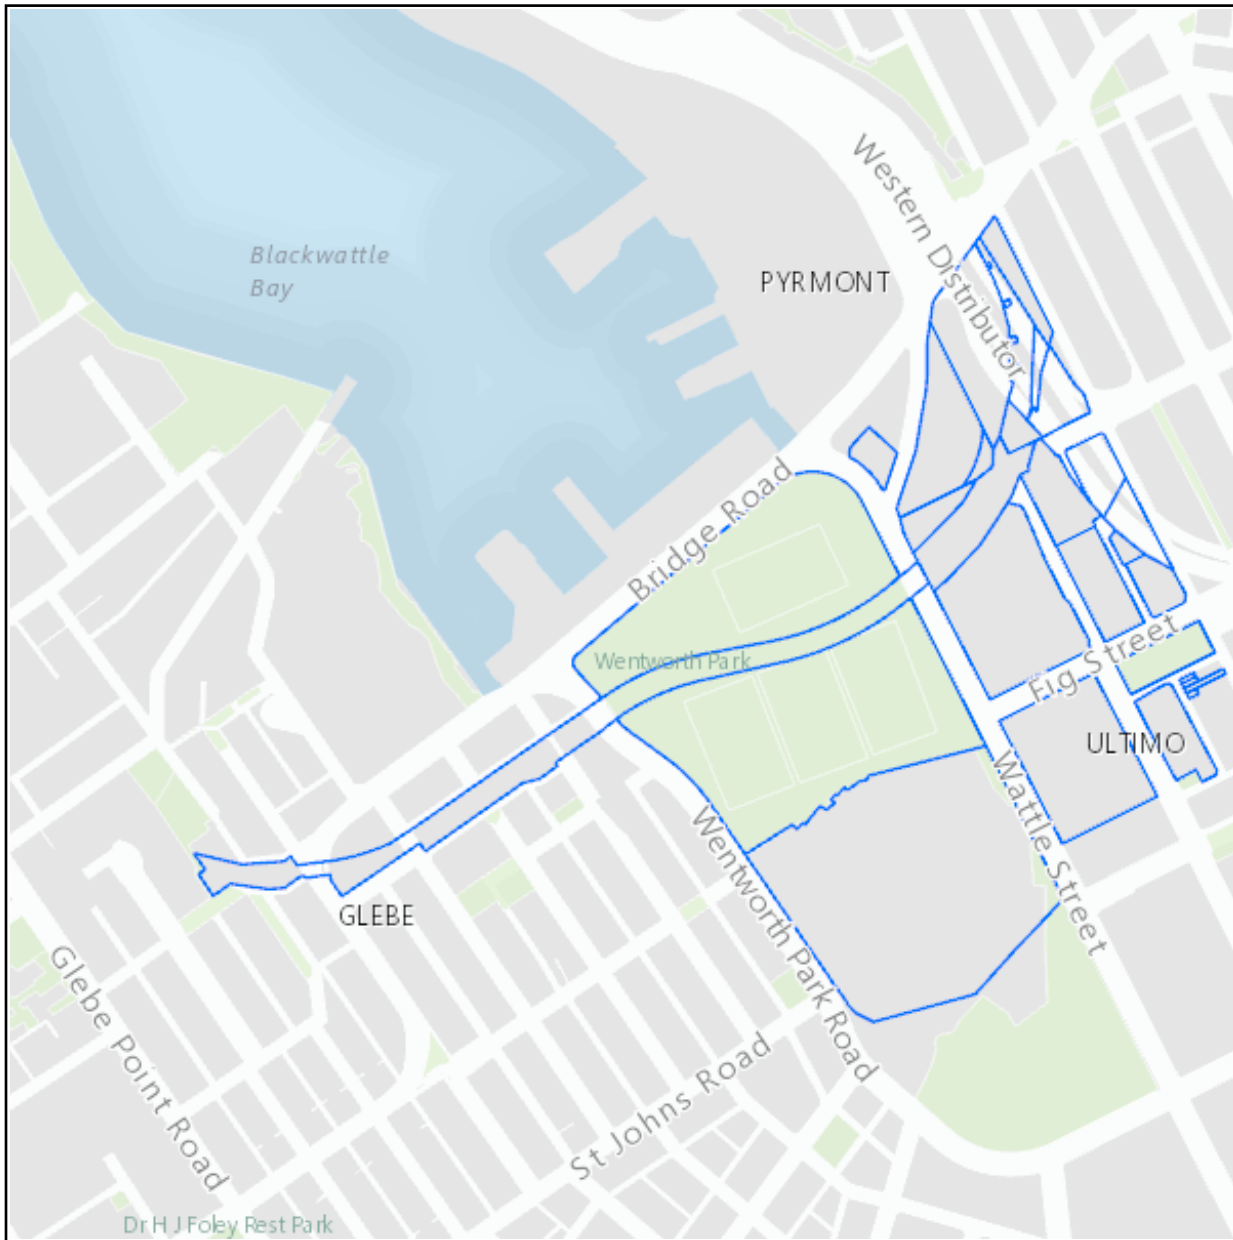 Western Distributor
Blackwattle
Bay
PYRMONT
Bridge Road
Wentworth Park
Fig Street
ULTIMO
Wattle Street
Wentworth Park Road
GLEBE
Glebe Point Road
St Johns Road
Dr H J Foley Rest Park